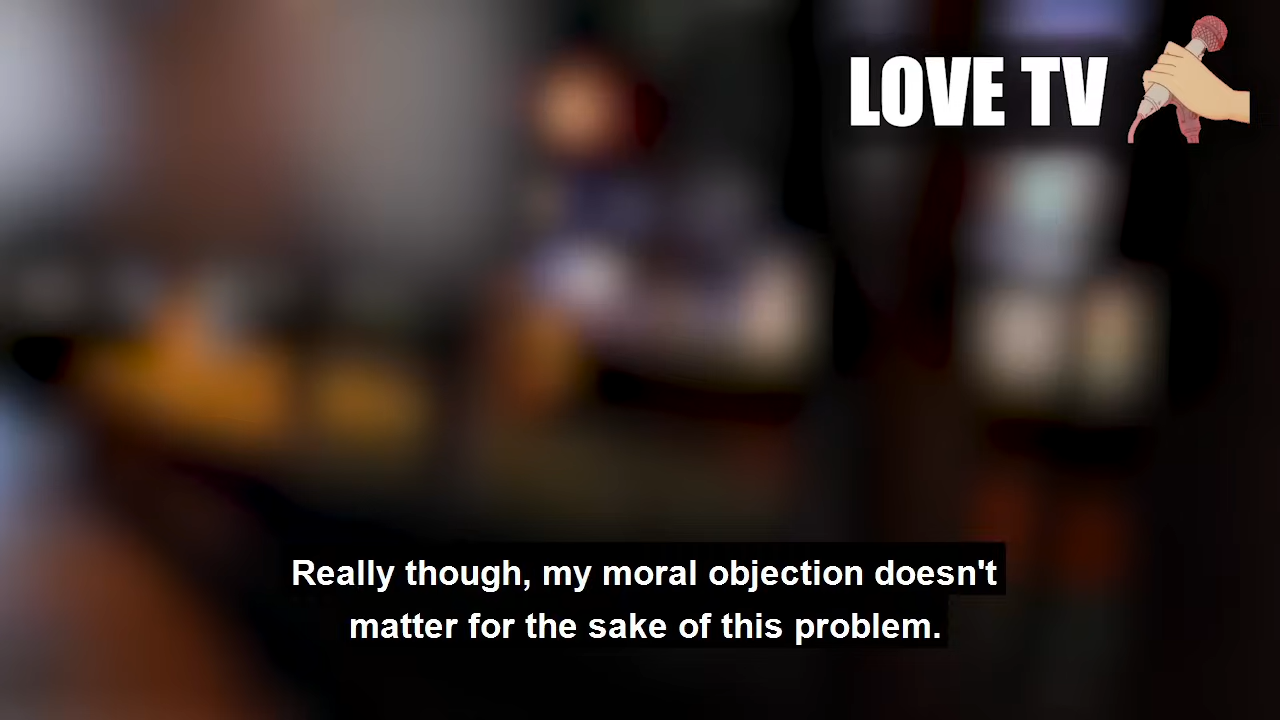 LOVE TV
Really though, my moral objection doesn't
matter for the sake of this problem.